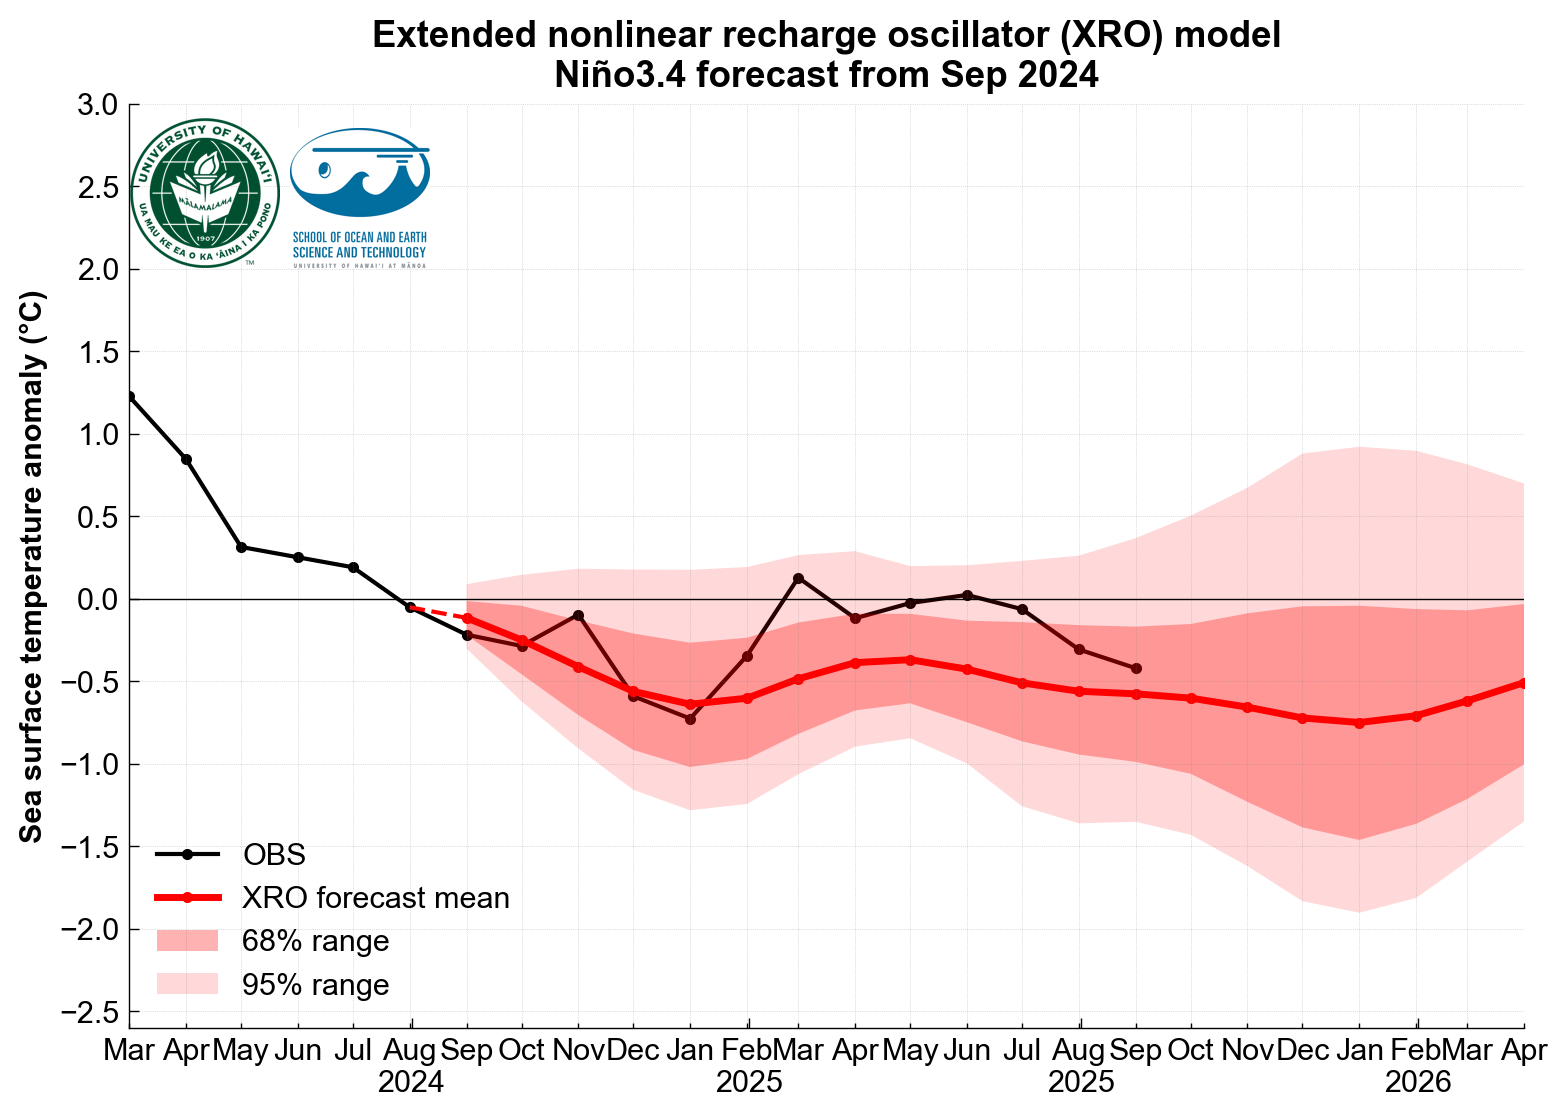 Extended nonlinear recharge oscillator (XRO) model
Niño3.4 forecast from Sep 2024
Sea surface temperature anomaly (°C)
3.0
2.5
2.0
1.5
1.0
0.5
0.0
−0.5
−1.0
−1.5
−2.0
−2.5
UNIVERSITY OF HAWAIʻI
MĀLAMALAMA
1907
UA MAU KE EA O KA ʻĀINA I KA PONO
TM
SCHOOL OF OCEAN AND EARTH
SCIENCE AND TECHNOLOGY
UNIVERSITY OF HAWAIʻI AT MĀNOA
OBS
XRO forecast mean
68% range
95% range
Mar Apr May Jun Jul Aug Sep Oct Nov Dec Jan Feb Mar Apr May Jun Jul Aug Sep Oct Nov Dec Jan Feb Mar Apr
2024 2025 2025 2026